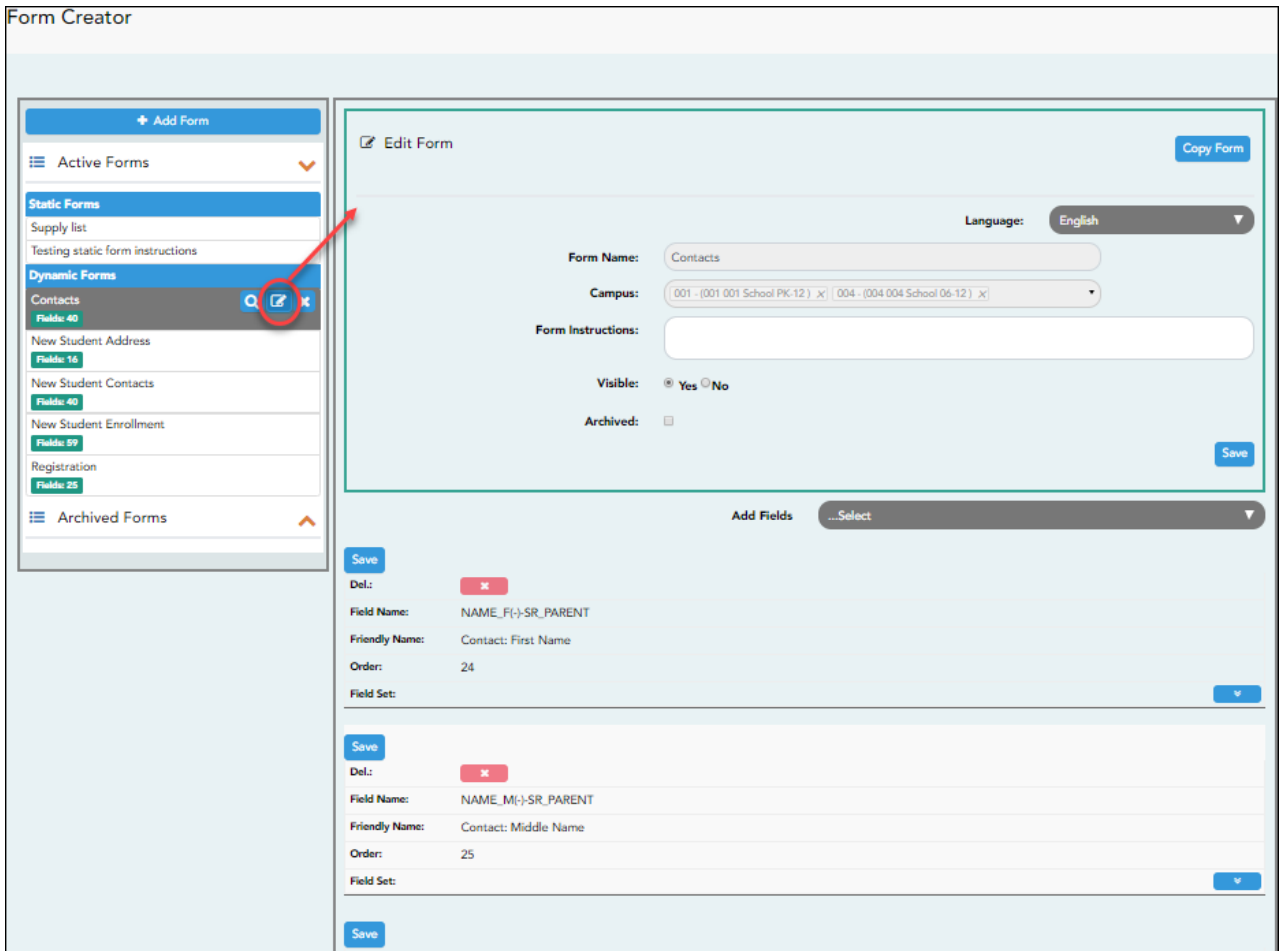 Form Creator
Add Form
Active Forms
Static Forms
Supply list
Testing static form instructions
Dynamic Forms
Contacts
Fields: 40
New Student Address
Fields: 16
New Student Contacts
Fields: 40
New Student Enrollment
Fields: 59
Registration
Fields: 25
Archived Forms
Edit Form
Copy Form
Language: English
Form Name: Contacts
Campus: 001 - (001 001 School PK-12 ) 004 - (004 004 School 06-12 )
Form Instructions:
Visible: Yes No
Archived:
Save
Add Fields ...Select
Save
Del.:
Field Name: NAME_F(-)-SR_PARENT
Friendly Name: Contact: First Name
Order: 24
Field Set:
Save
Del.:
Field Name: NAME_M(-)-SR_PARENT
Friendly Name: Contact: Middle Name
Order: 25
Field Set:
Save